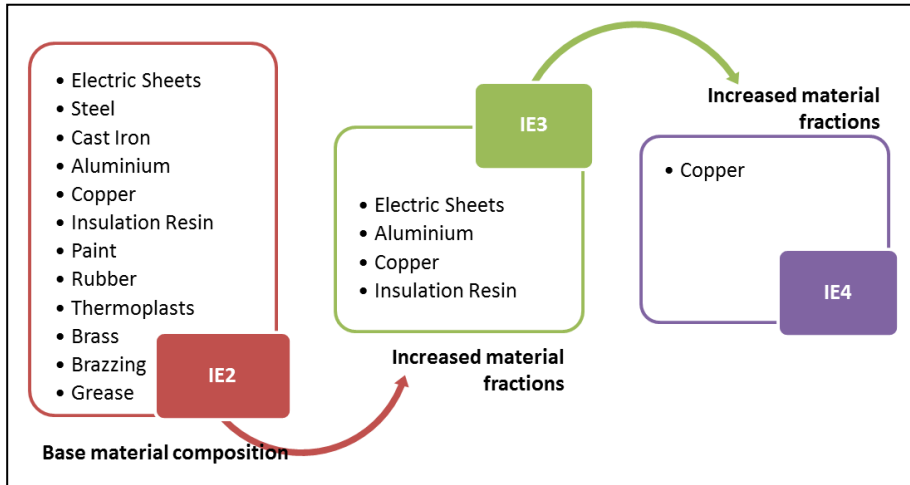 • Electric Sheets
• Steel
• Cast Iron
• Aluminium
• Copper
• Insulation Resin
• Paint
• Rubber
• Thermoplasts
• Brass
• Brazzing
• Grease
IE2
Base material composition
IE3
• Electric Sheets
• Aluminium
• Copper
• Insulation Resin
Increased material
fractions
Increased material
fractions
• Copper
IE4